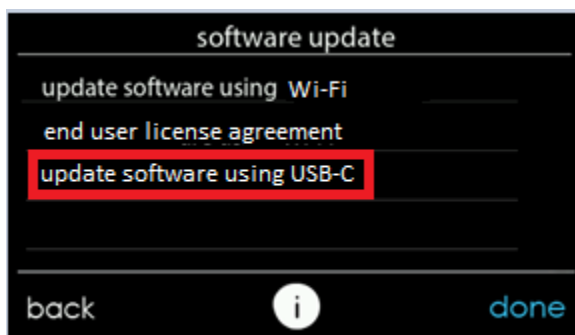 software update
update software using Wi-Fi
end user license agreement
update software using USB-C
back i done